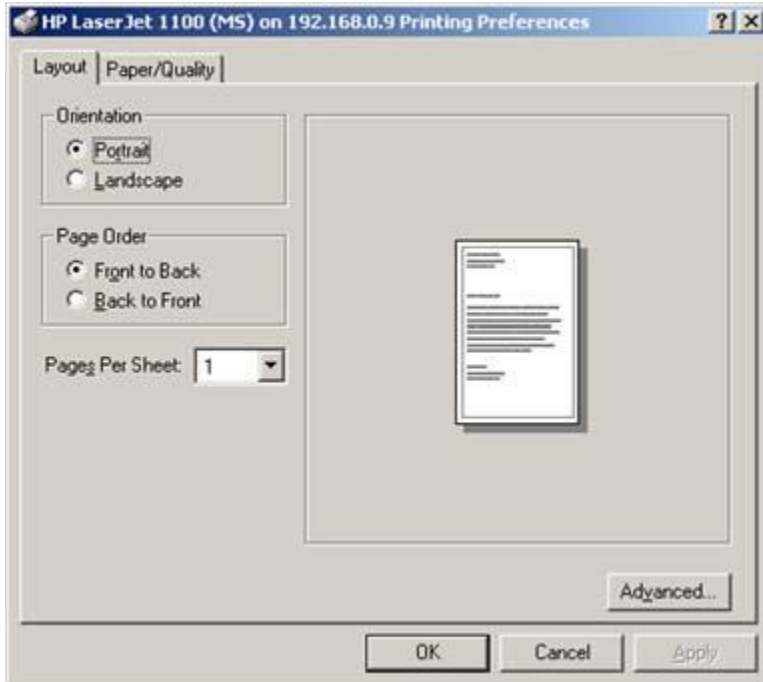 HP LaserJet 1100 (MS) on 192.168.0.9 Printing Preferences
Layout
Paper/Quality
Orientation
Portrait
Landscape
Page Order
Front to Back
Back to Front
Pages Per Sheet: 1
Advanced...
OK
Cancel
Apply